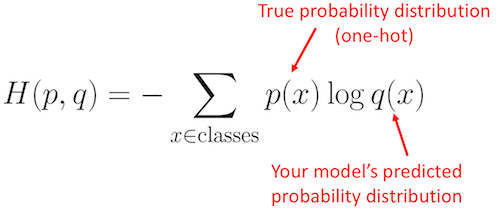 True probability distribution
(one-hot)
H(p, q) = − ∑ p(x) log q(x)
x∈classes
Your model's predicted
probability distribution